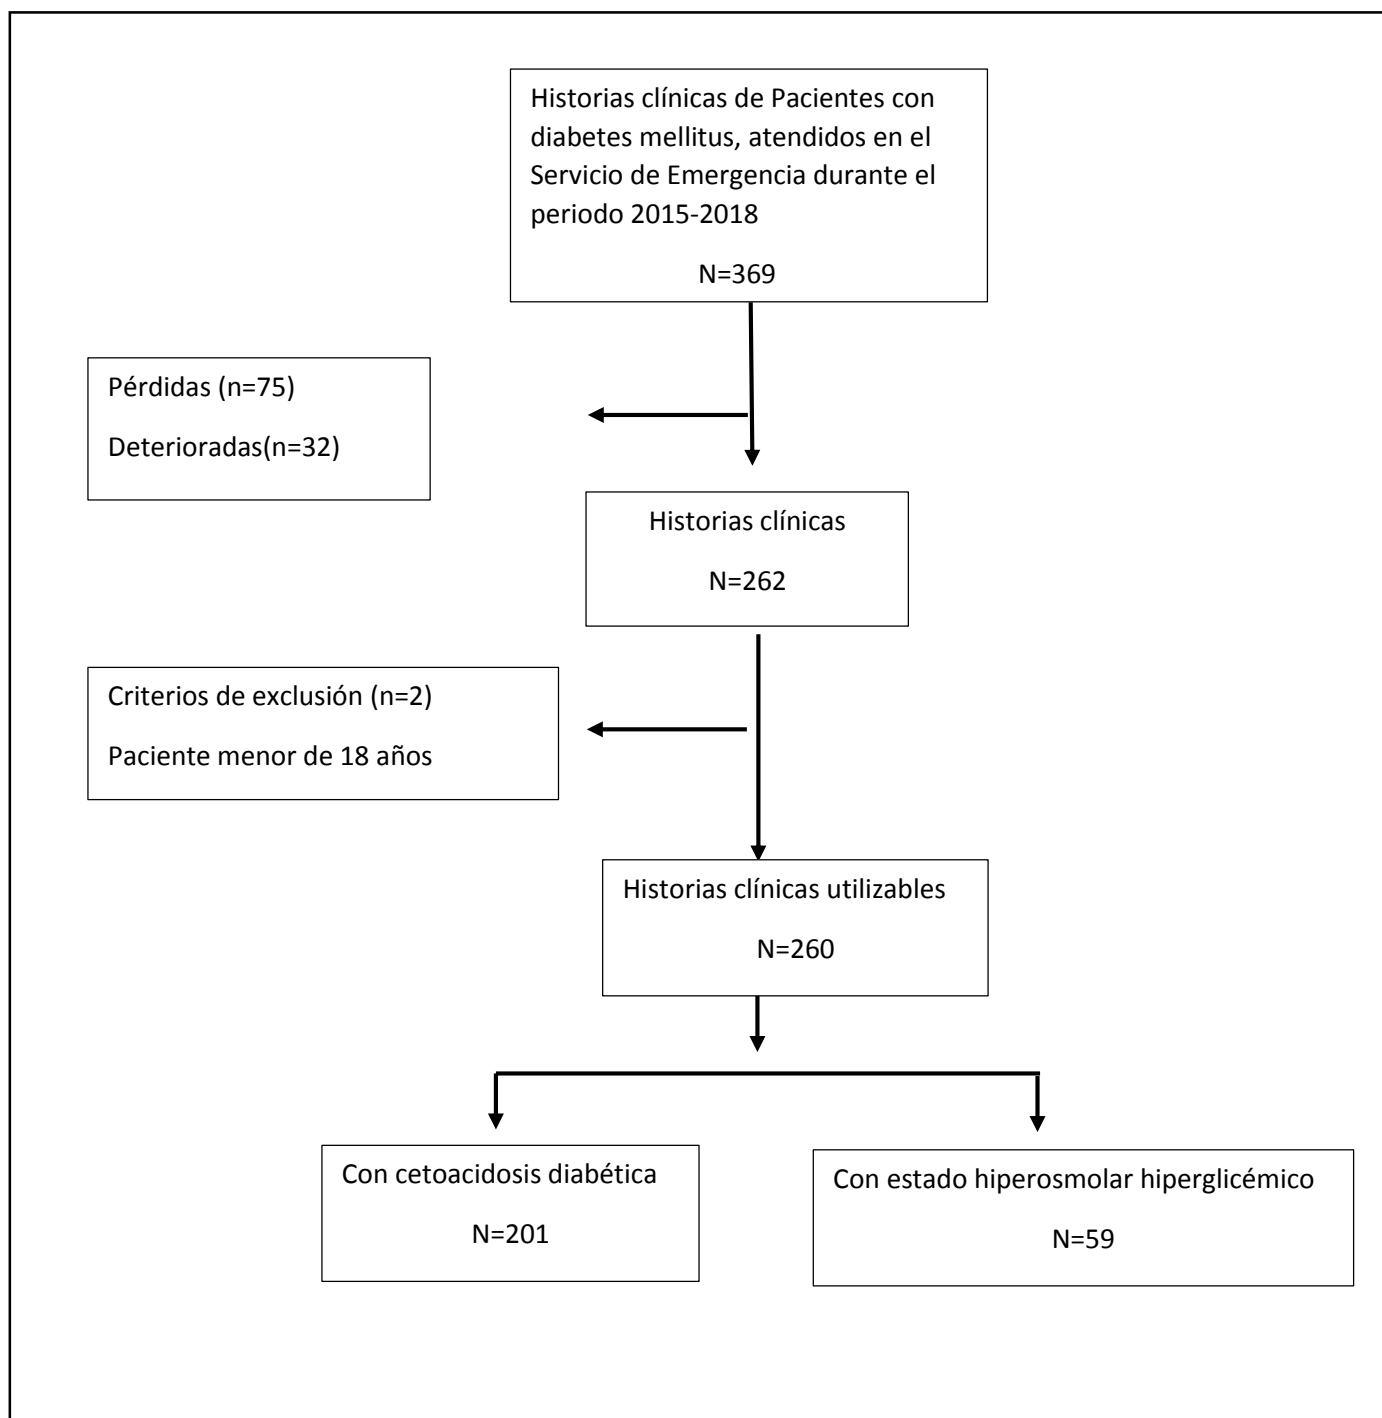 Historias clínicas de Pacientes con
diabetes mellitus, atendidos en el
Servicio de Emergencia durante el
periodo 2015-2018
N=369
Pérdidas (n=75)
Deterioradas(n=32)
Historias clínicas
N=262
Criterios de exclusión (n=2)
Paciente menor de 18 años
Historias clínicas utilizables
N=260
Con cetoacidosis diabética
N=201
Con estado hiperosmolar hiperglicémico
N=59